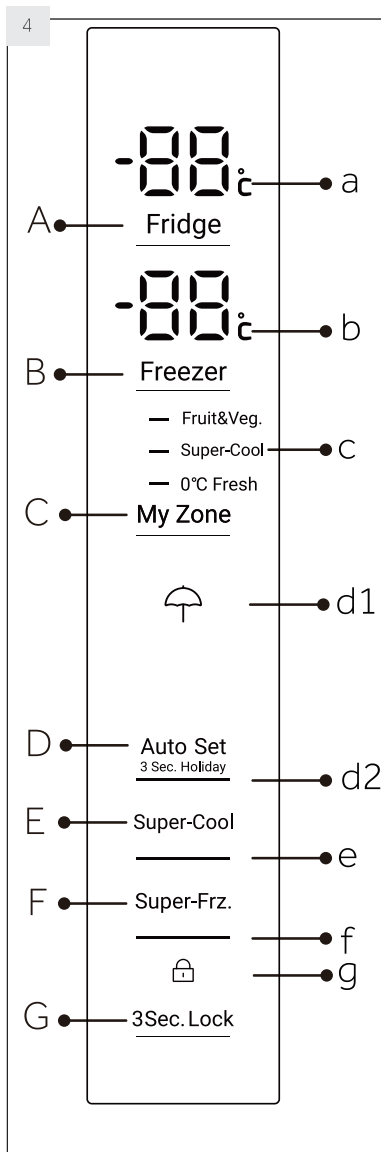 4
-88°C
a
A
Fridge
-88°C
b
B
Freezer
Fruit&Veg.
Super-Cool
c
0°C Fresh
C
My Zone
d1
D
Auto Set
3 Sec. Holiday
d2
E
Super-Cool
e
F
Super-Frz.
f
g
G
3Sec.Lock